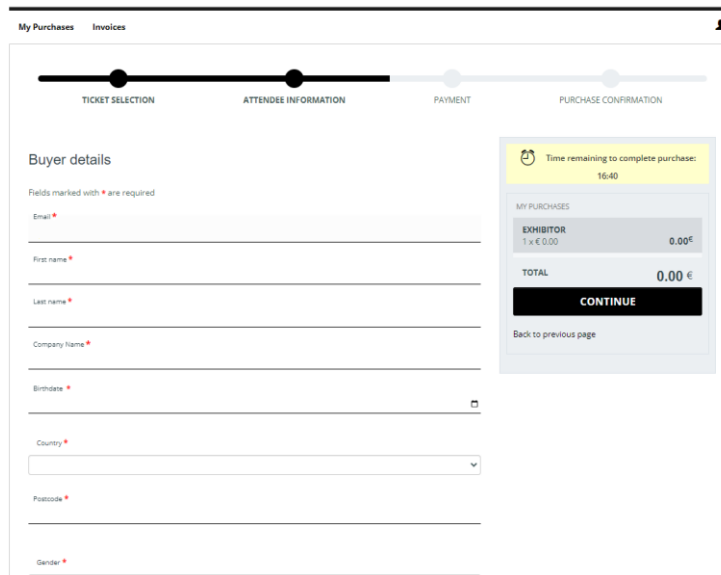 My Purchases Invoices
TICKET SELECTION ATTENDEE INFORMATION PAYMENT PURCHASE CONFIRMATION
Buyer details
Fields marked with * are required
Email *
First name *
Last name *
Company Name *
Birthdate *
Country *
Postcode *
Gender *
Time remaining to complete purchase:
16:40
MY PURCHASES
EXHIBITOR
1 x € 0.00 0.00€
TOTAL 0.00 €
CONTINUE
Back to previous page